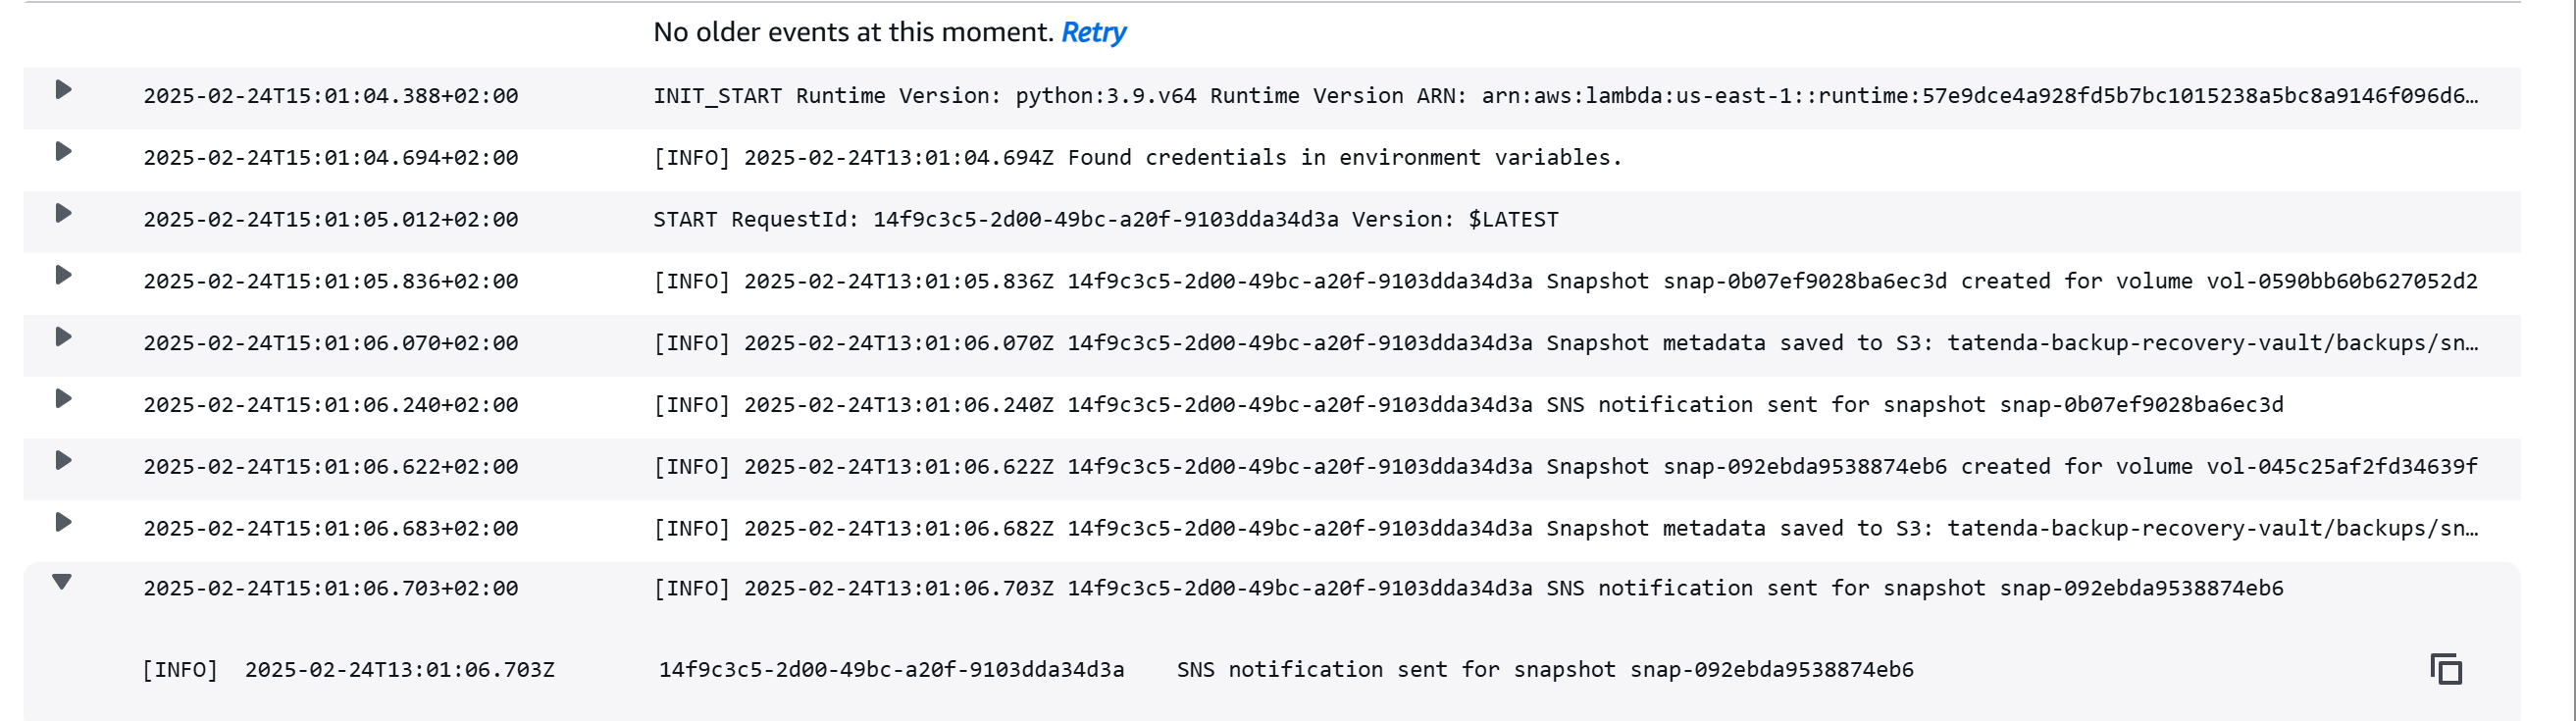 No older events at this moment. Retry
2025-02-24T15:01:04.388+02:00 INIT_START Runtime Version: python:3.9.v64 Runtime Version ARN: arn:aws:lambda:us-east-1::runtime:57e9dce4a928fd5b7bc1015238a5bc8a9146f096d6…
2025-02-24T15:01:04.694+02:00 [INFO] 2025-02-24T13:01:04.694Z Found credentials in environment variables.
2025-02-24T15:01:05.012+02:00 START RequestId: 14f9c3c5-2d00-49bc-a20f-9103dda34d3a Version: $LATEST
2025-02-24T15:01:05.836+02:00 [INFO] 2025-02-24T13:01:05.836Z 14f9c3c5-2d00-49bc-a20f-9103dda34d3a Snapshot snap-0b07ef9028ba6ec3d created for volume vol-0590bb60b627052d2
2025-02-24T15:01:06.070+02:00 [INFO] 2025-02-24T13:01:06.070Z 14f9c3c5-2d00-49bc-a20f-9103dda34d3a Snapshot metadata saved to S3: tatenda-backup-recovery-vault/backups/sn…
2025-02-24T15:01:06.240+02:00 [INFO] 2025-02-24T13:01:06.240Z 14f9c3c5-2d00-49bc-a20f-9103dda34d3a SNS notification sent for snapshot snap-0b07ef9028ba6ec3d
2025-02-24T15:01:06.622+02:00 [INFO] 2025-02-24T13:01:06.622Z 14f9c3c5-2d00-49bc-a20f-9103dda34d3a Snapshot snap-092ebda9538874eb6 created for volume vol-045c25af2fd34639f
2025-02-24T15:01:06.683+02:00 [INFO] 2025-02-24T13:01:06.682Z 14f9c3c5-2d00-49bc-a20f-9103dda34d3a Snapshot metadata saved to S3: tatenda-backup-recovery-vault/backups/sn…
2025-02-24T15:01:06.703+02:00 [INFO] 2025-02-24T13:01:06.703Z 14f9c3c5-2d00-49bc-a20f-9103dda34d3a SNS notification sent for snapshot snap-092ebda9538874eb6
[INFO] 2025-02-24T13:01:06.703Z 14f9c3c5-2d00-49bc-a20f-9103dda34d3a SNS notification sent for snapshot snap-092ebda9538874eb6